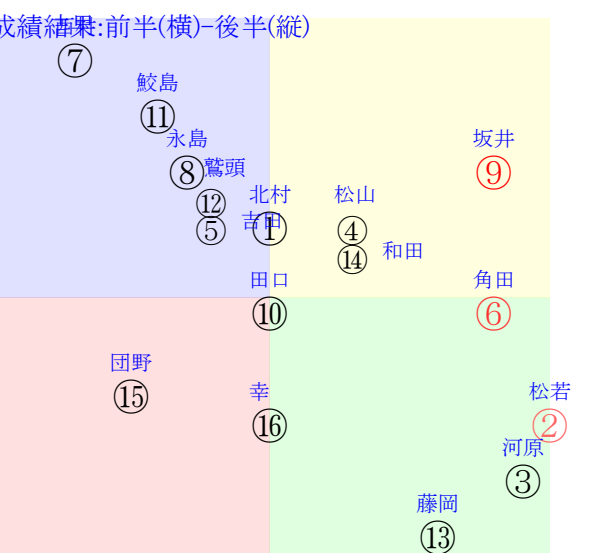 成績結果:前半(横)-後半(縦)
⑦
鮫島
⑪
永島
坂井
⑧
鷲頭
⑨
北村
松山
⑫
吉田
⑤
①
④
和田
⑭
田口
角田
⑩
⑥
団野
幸
松若
⑮
⑯
②
河原
③
藤岡
⑬